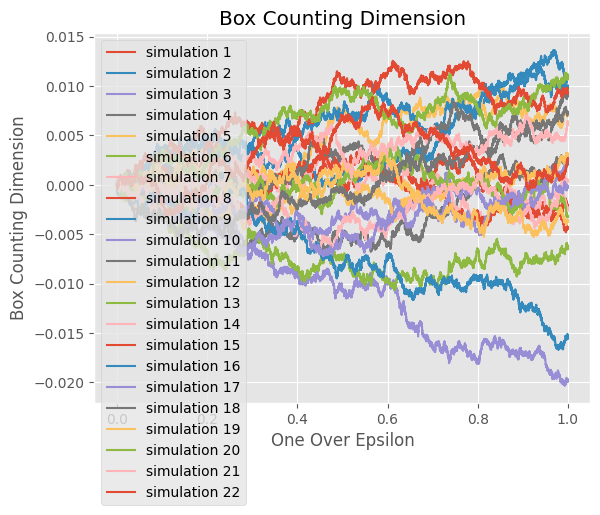 Box Counting Dimension
0.015
0.010
0.005
0.000
−0.005
−0.010
−0.015
−0.020
Box Counting Dimension
simulation 1
simulation 2
simulation 3
simulation 4
simulation 5
simulation 6
simulation 7
simulation 8
simulation 9
simulation 10
simulation 11
simulation 12
simulation 13
simulation 14
simulation 15
simulation 16
simulation 17
simulation 18
simulation 19
simulation 20
simulation 21
simulation 22
0.0 0.2 0.4 0.6 0.8 1.0
One Over Epsilon